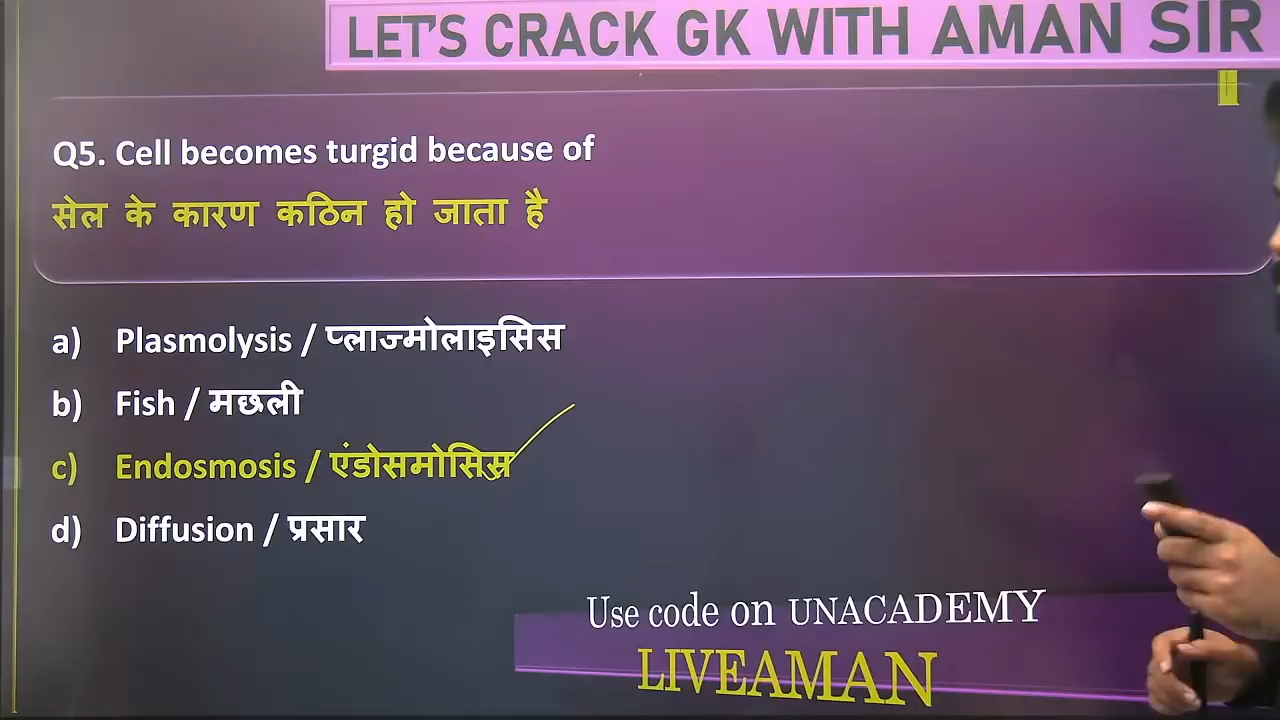 LET'S CRACK GK WITH AMAN SIR
Q5. Cell becomes turgid because of
सेल के कारण कठिन हो जाता है
a) Plasmolysis / प्लाज्मोलाइसिस
b) Fish / मछली
c) Endosmosis / एंडोसमोसिस
d) Diffusion / प्रसार
Use code on UNACADEMY
LIVEAMAN